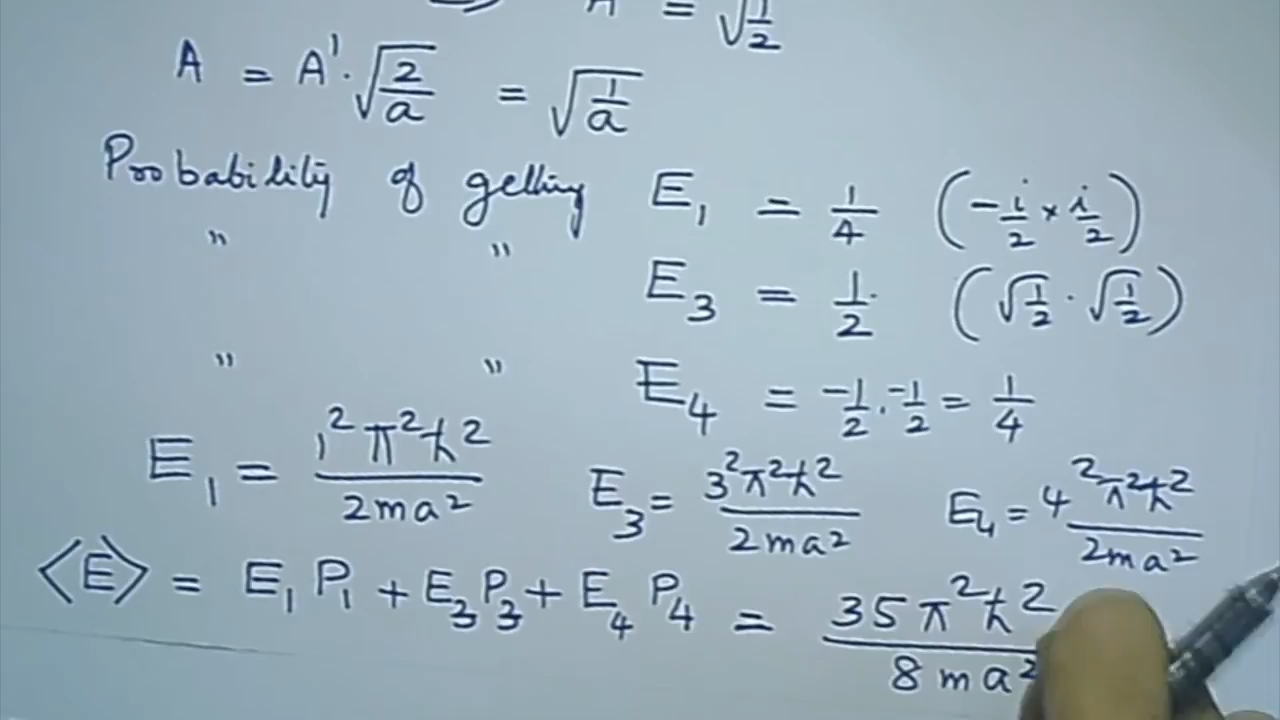 ⇒ A' = √1/2
A = A'·√2/a = √1/a
Probability of getting E₁ = 1/4 (-i/2 × i/2)
" " E₃ = 1/2 (√1/2 · √1/2)
" " E₄ = -1/2 · -1/2 = 1/4
E₁ = 1²π²ħ²/2ma² E₃ = 3²π²ħ²/2ma² E₄ = 4²π²ħ²/2ma²
⟨E⟩ = E₁P₁ + E₃P₃ + E₄P₄ = 35π²ħ²/8ma²